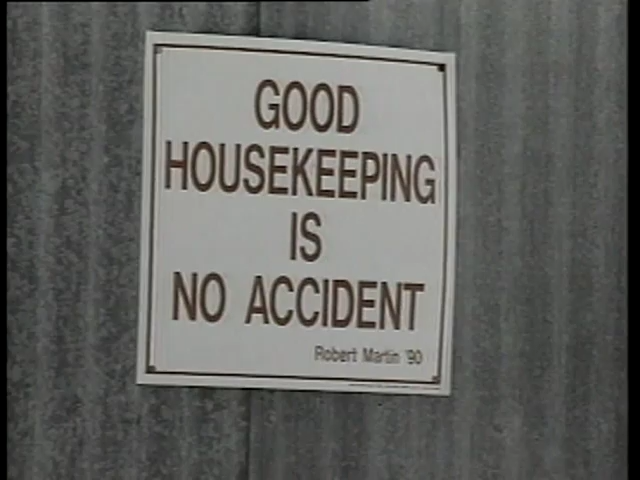 GOOD
HOUSEKEEPING
IS
NO ACCIDENT
Robert Martin '90